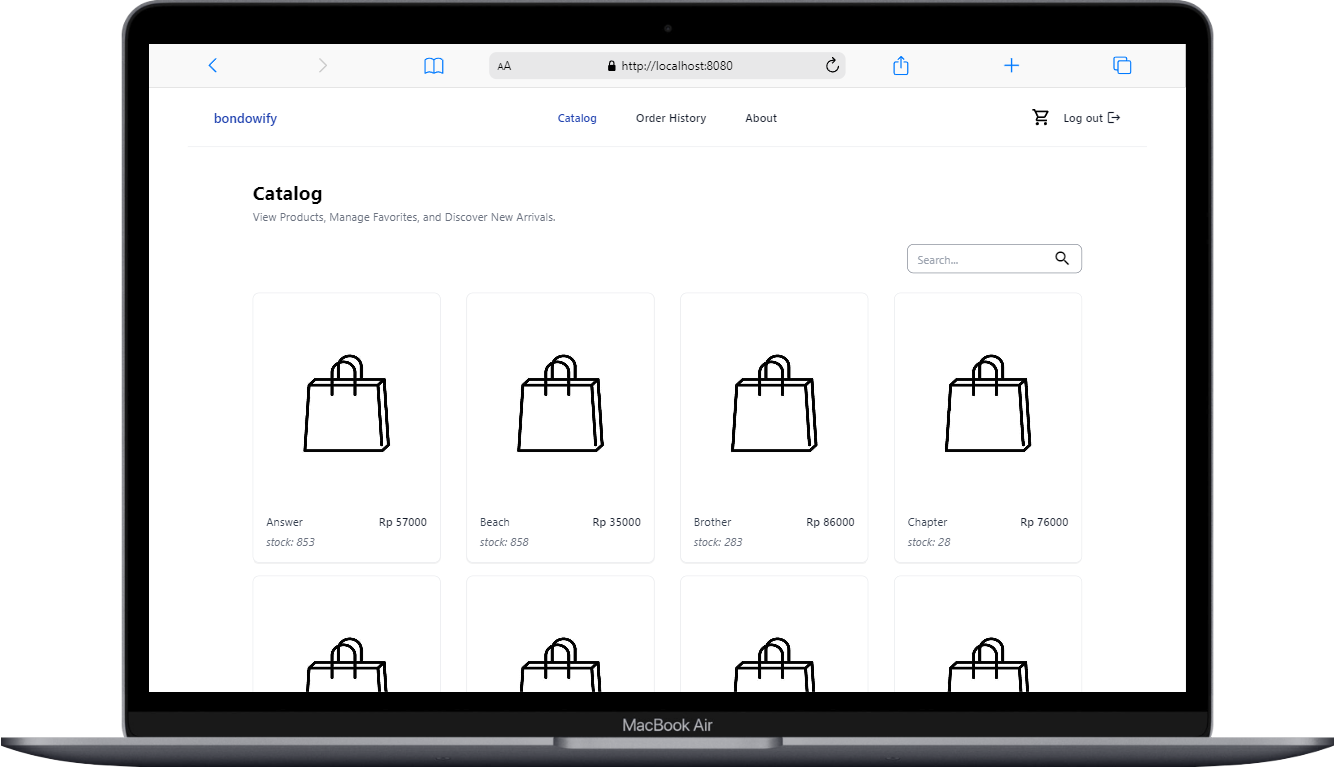 AA http://localhost:8080
bondowify Catalog Order History About Log out
Catalog
View Products, Manage Favorites, and Discover New Arrivals.
Search...
Answer Rp 57000
stock: 853
Beach Rp 35000
stock: 858
Brother Rp 86000
stock: 283
Chapter Rp 76000
stock: 28
MacBook Air